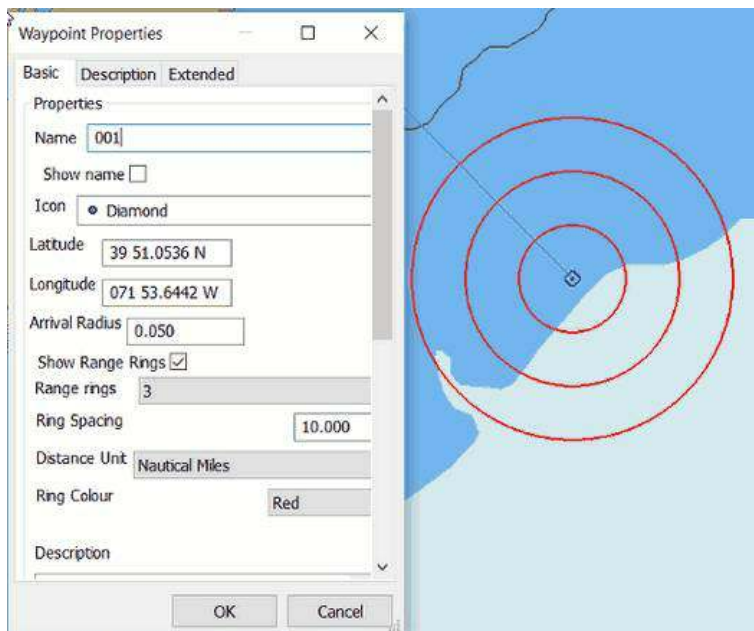 Waypoint Properties
Basic Description Extended
Properties
Name 001
Show name
Icon Diamond
Latitude 39 51.0536 N
Longitude 071 53.6442 W
Arrival Radius 0.050
Show Range Rings
Range rings 3
Ring Spacing 10.000
Distance Unit Nautical Miles
Ring Colour Red
Description
OK Cancel